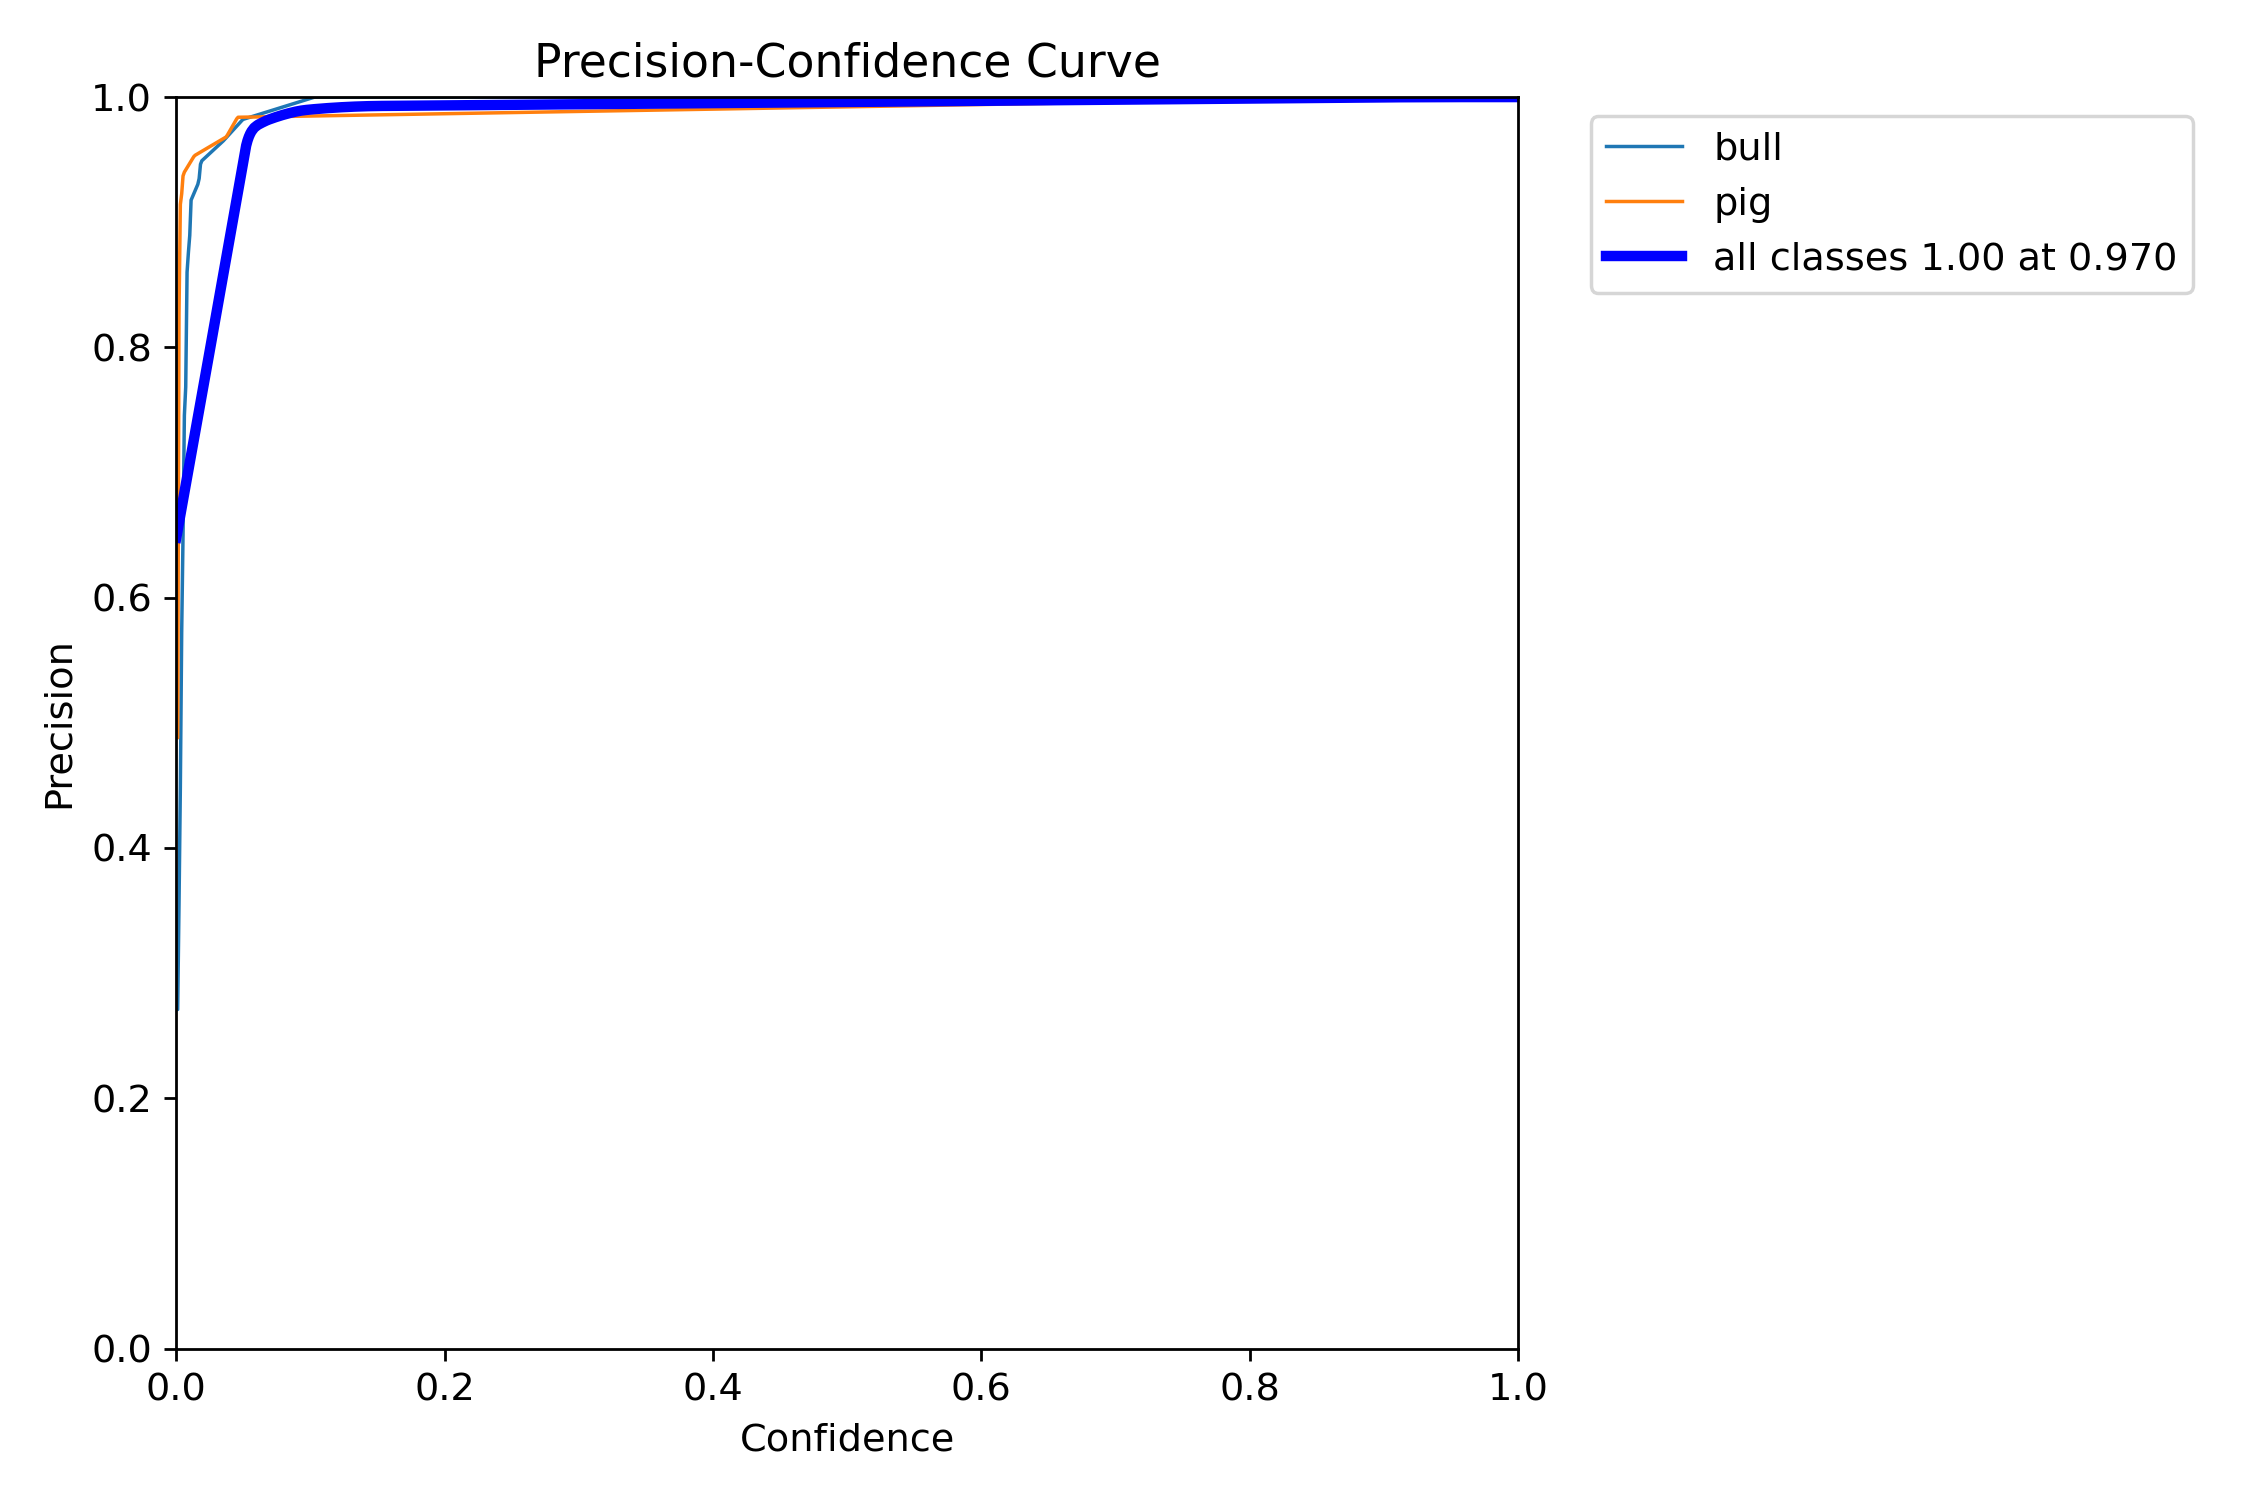 Precision-Confidence Curve
1.0
0.8
0.6
0.4
0.2
0.0
Precision
0.0 0.2 0.4 0.6 0.8 1.0
Confidence
bull
pig
all classes 1.00 at 0.970